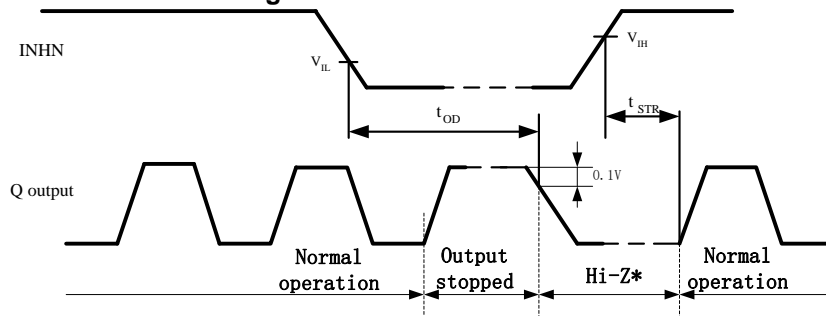 INHN
V_IL
V_IH
t_OD
t_STR
Q output
0.1V
Normal operation
Output stopped
Hi-Z*
Normal operation